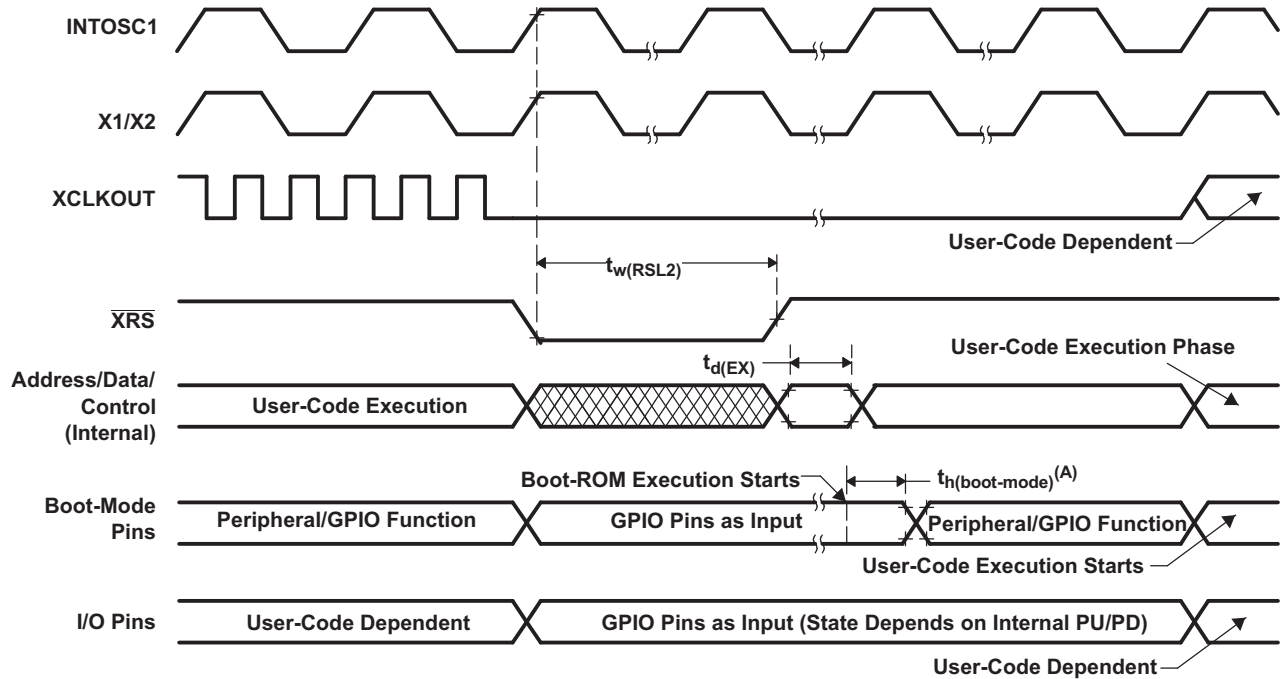 INTOSC1
X1/X2
XCLKOUT
User-Code Dependent
tw(RSL2)
XRS
User-Code Execution Phase
td(EX)
Address/Data/
Control
(Internal)
User-Code Execution
Boot-ROM Execution Starts
th(boot-mode)(A)
Boot-Mode
Pins
Peripheral/GPIO Function
GPIO Pins as Input
Peripheral/GPIO Function
User-Code Execution Starts
I/O Pins
User-Code Dependent
GPIO Pins as Input (State Depends on Internal PU/PD)
User-Code Dependent